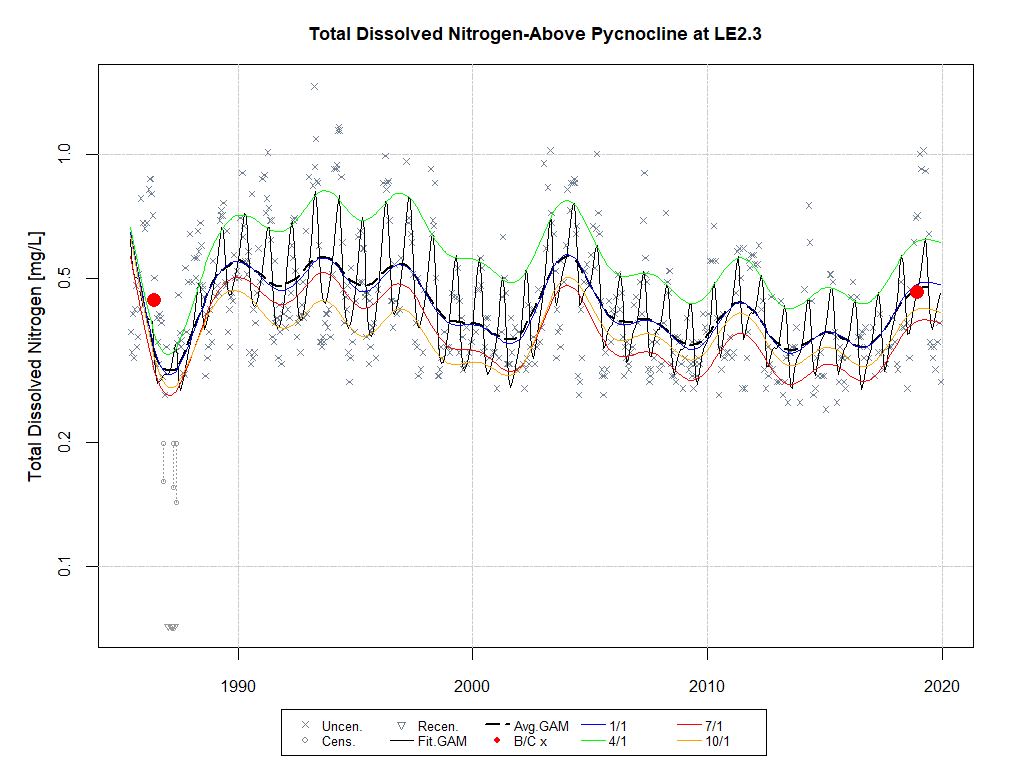 Total Dissolved Nitrogen-Above Pycnocline at LE2.3
Total Dissolved Nitrogen [mg/L]
1.0
0.5
0.2
0.1
1990 2000 2010 2020
Uncen. Recen. Avg.GAM 1/1 7/1
Cens. Fit.GAM B/C x 4/1 10/1